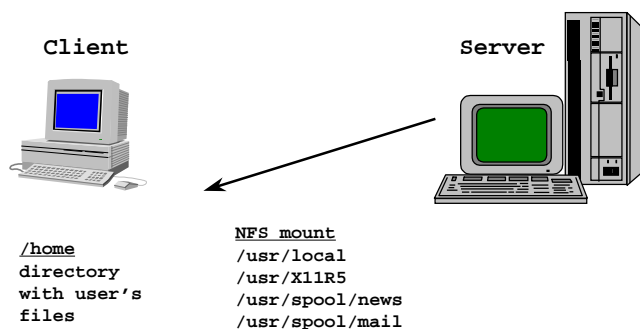 Client
Server
/home
directory
with user's
files
NFS mount
/usr/local
/usr/X11R5
/usr/spool/news
/usr/spool/mail